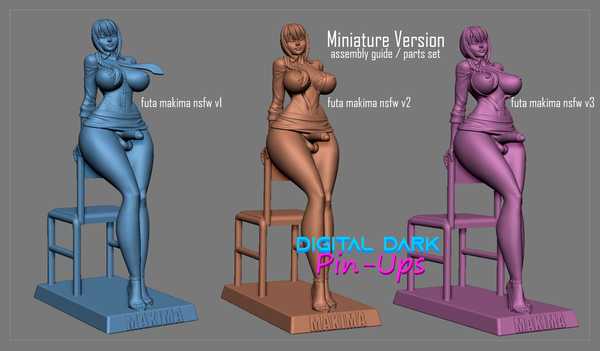 Miniature Version
assembly guide / parts set
futa makima nsfw v1
futa makima nsfw v2
futa makima nsfw v3
DIGITAL DARK
Pin-Ups
MAKIMA
MAKIMA
MAKIMA